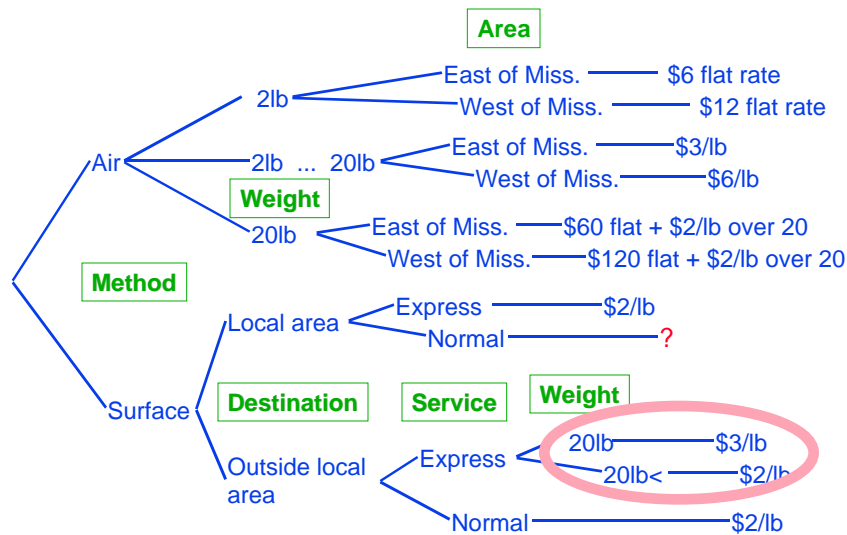 Area
East of Miss. $6 flat rate
2lb
West of Miss. $12 flat rate
East of Miss. $3/lb
Air 2lb ... 20lb
West of Miss. $6/lb
Weight
East of Miss. $60 flat + $2/lb over 20
20lb
West of Miss. $120 flat + $2/lb over 20
Method
Express $2/lb
Local area
Normal ?
Surface Destination Service Weight
20lb $3/lb
Express
20lb< $2/lb
Outside local
area
Normal $2/lb